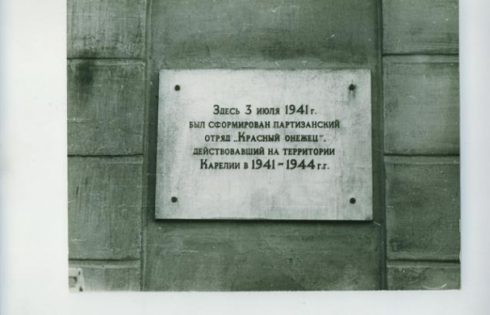 Здесь 3 июля 1941 г.
был сформирован партизанский
отряд „Красный онежец".
действовавший на территории
Карелии в 1941-1944 г.г.